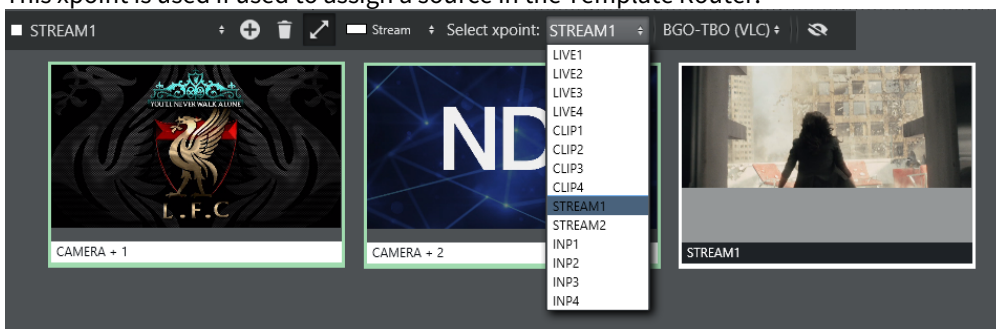 This xpoint is used if used to assign a source in the Template Router.
STREAM1 Stream Select xpoint: STREAM1 BGO-TBO (VLC)
LIVE1
LIVE2
LIVE3
LIVE4
CLIP1
CLIP2
CLIP3
CLIP4
STREAM1
STREAM2
INP1
INP2
INP3
INP4
YOU'LL NEVER WALK ALONE
L.F.C
CAMERA + 1
ND
CAMERA + 2
STREAM1